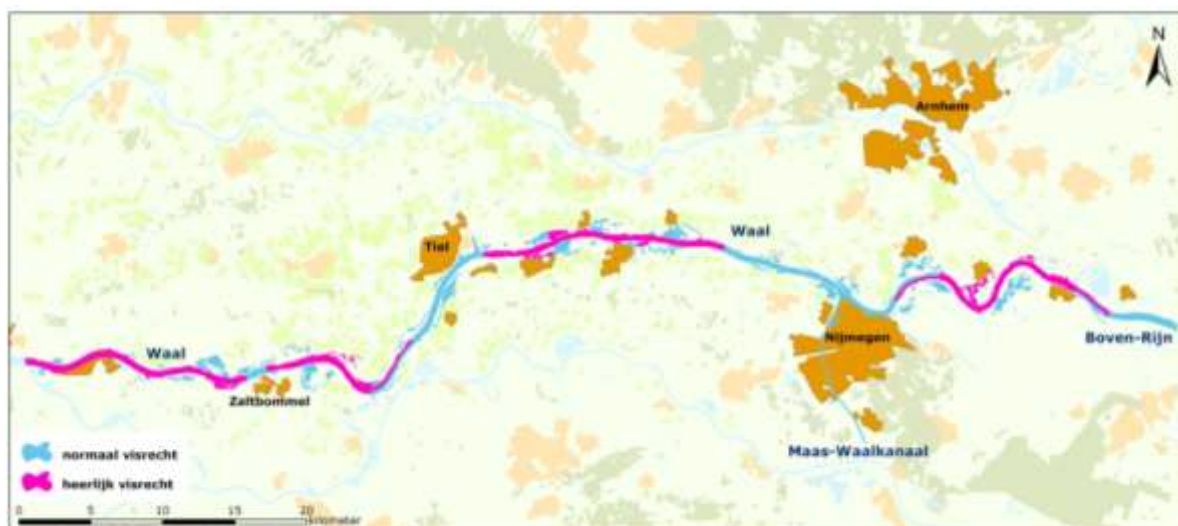 N
Arnhem
Waal
Tiel
Nijmegen
Boven-Rijn
Waal
Zaltbommel
Maas-Waalkanaal
normaal visrecht
heerlijk visrecht
0 5 10 15 20
kilometer